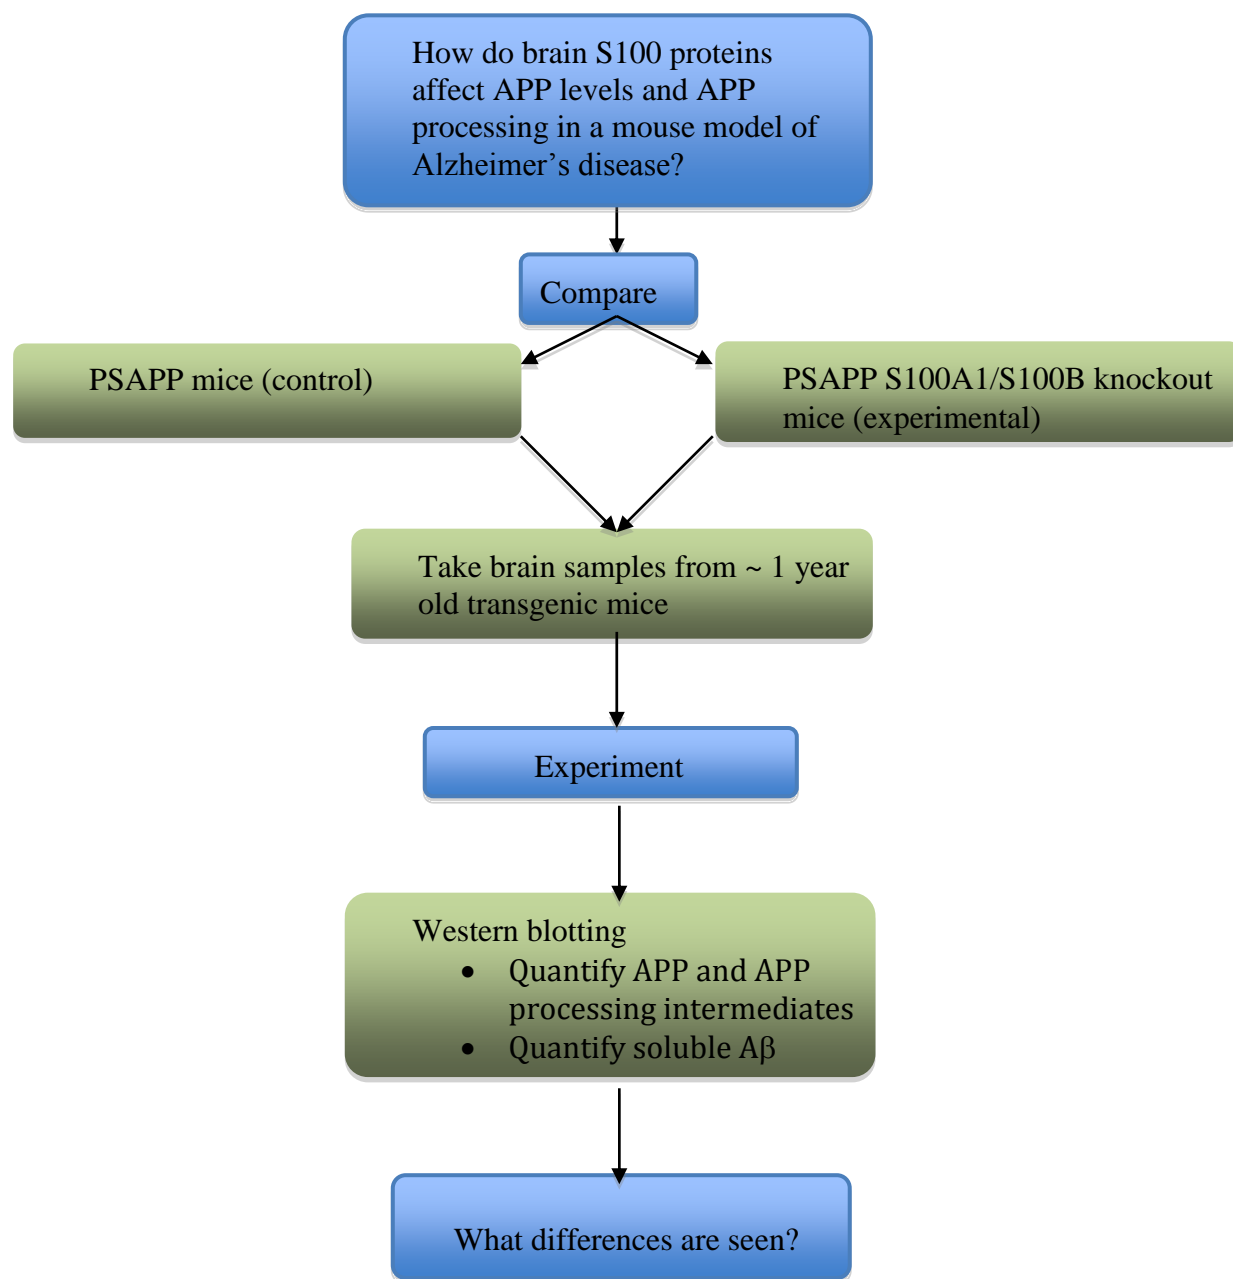 How do brain S100 proteins
affect APP levels and APP
processing in a mouse model of
Alzheimer’s disease?
Compare
PSAPP mice (control)
PSAPP S100A1/S100B knockout
mice (experimental)
Take brain samples from ~ 1 year
old transgenic mice
Experiment
Western blotting
• Quantify APP and APP
processing intermediates
• Quantify soluble Aβ
What differences are seen?